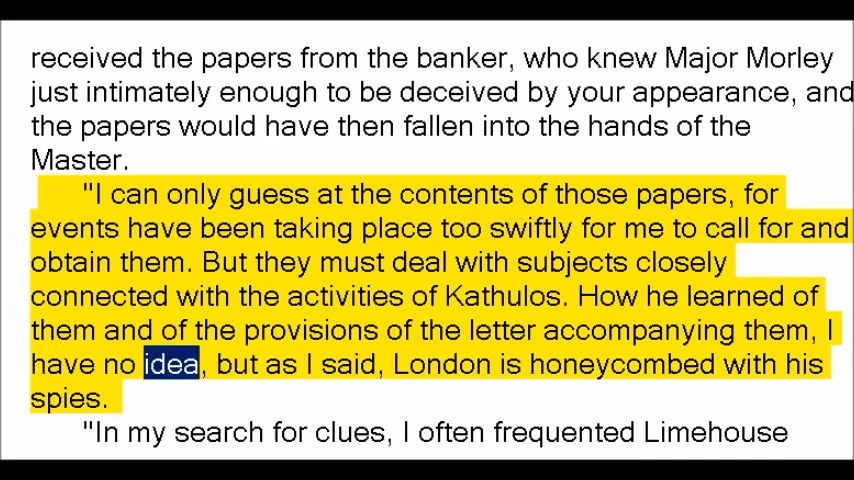 received the papers from the banker, who knew Major Morley
just intimately enough to be deceived by your appearance, and
the papers would have then fallen into the hands of the
Master.
"I can only guess at the contents of those papers, for
events have been taking place too swiftly for me to call for and
obtain them. But they must deal with subjects closely
connected with the activities of Kathulos. How he learned of
them and of the provisions of the letter accompanying them, I
have no idea, but as I said, London is honeycombed with his
spies.
"In my search for clues, I often frequented Limehouse